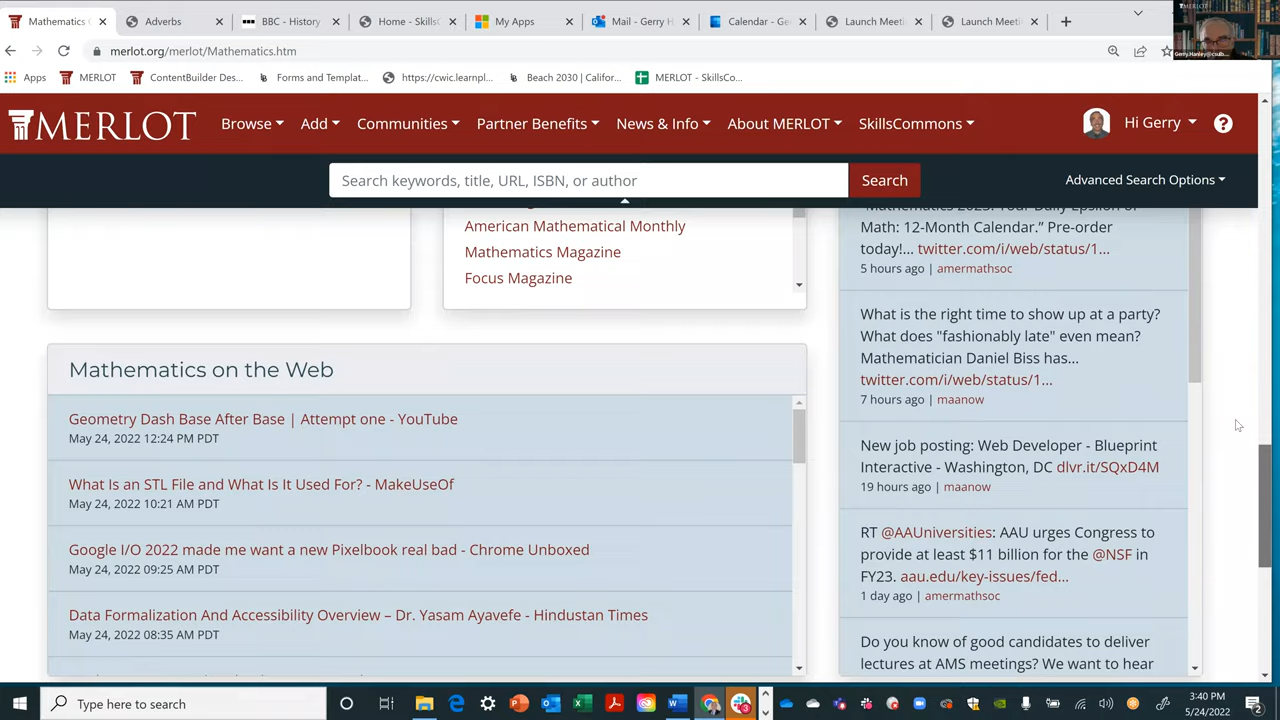 Mathematics C
Adverbs
BBC - History
Home - SkillsC
My Apps
Mail - Gerry H
Calendar - Ge
Launch Meeti
Launch Meeti
merlot.org/merlot/Mathematics.htm
MERLOT
Gerry.Hanley@csulb...
Apps
MERLOT
ContentBuilder Des...
Forms and Templat...
https://cwic.learnpl...
Beach 2030 | Califor...
MERLOT - SkillsCo...
MERLOT
Browse
Add
Communities
Partner Benefits
News & Info
About MERLOT
SkillsCommons
Hi Gerry
?
Search keywords, title, URL, ISBN, or author
Search
Advanced Search Options
American Mathematical Monthly
Mathematics Magazine
Focus Magazine
Mathematics on the Web
Geometry Dash Base After Base | Attempt one - YouTube
May 24, 2022 12:24 PM PDT
What Is an STL File and What Is It Used For? - MakeUseOf
May 24, 2022 10:21 AM PDT
Google I/O 2022 made me want a new Pixelbook real bad - Chrome Unboxed
May 24, 2022 09:25 AM PDT
Data Formalization And Accessibility Overview – Dr. Yasam Ayavefe - Hindustan Times
May 24, 2022 08:35 AM PDT
Math: 12-Month Calendar.” Pre-order
today!... twitter.com/i/web/status/1...
5 hours ago | amermathsoc
What is the right time to show up at a party?
What does "fashionably late" even mean?
Mathematician Daniel Biss has...
twitter.com/i/web/status/1...
7 hours ago | maanow
New job posting: Web Developer - Blueprint
Interactive - Washington, DC dlvr.it/SQxD4M
19 hours ago | maanow
RT @AAUniversities: AAU urges Congress to
provide at least $11 billion for the @NSF in
FY23. aau.edu/key-issues/fed...
1 day ago | amermathsoc
Do you know of good candidates to deliver
lectures at AMS meetings? We want to hear
Type here to search
3:40 PM
5/24/2022
2